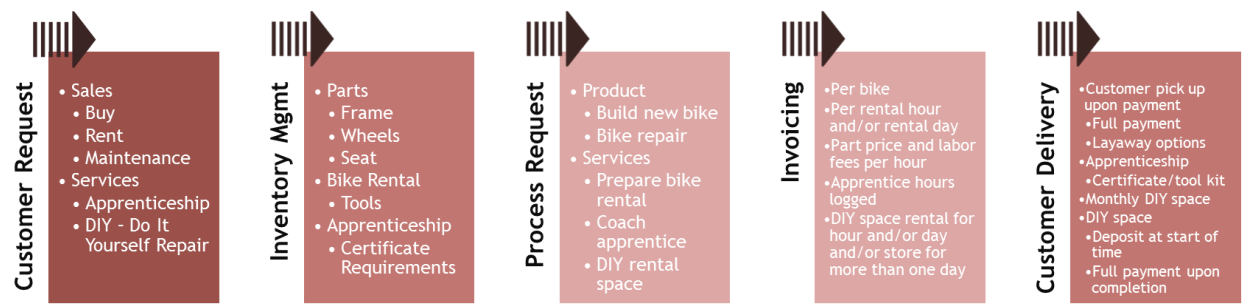 Customer Request
• Sales
• Buy
• Rent
• Maintenance
• Services
• Apprenticeship
• DIY – Do It
Yourself Repair
Inventory Mgmt
• Parts
• Frame
• Wheels
• Seat
• Bike Rental
• Tools
• Apprenticeship
• Certificate
Requirements
Process Request
• Product
• Build new bike
• Bike repair
• Services
• Prepare bike
rental
• Coach
apprentice
• DIY rental
space
Invoicing
•Per bike
•Per rental hour
and/or rental day
•Part price and labor
fees per hour
•Apprentice hours
logged
•DIY space rental for
hour and/or day
and/or store for
more than one day
Customer Delivery
•Customer pick up
upon payment
•Full payment
•Layaway options
•Apprenticeship
•Certificate/tool kit
•Monthly DIY space
•DIY space
•Deposit at start of
time
•Full payment upon
completion